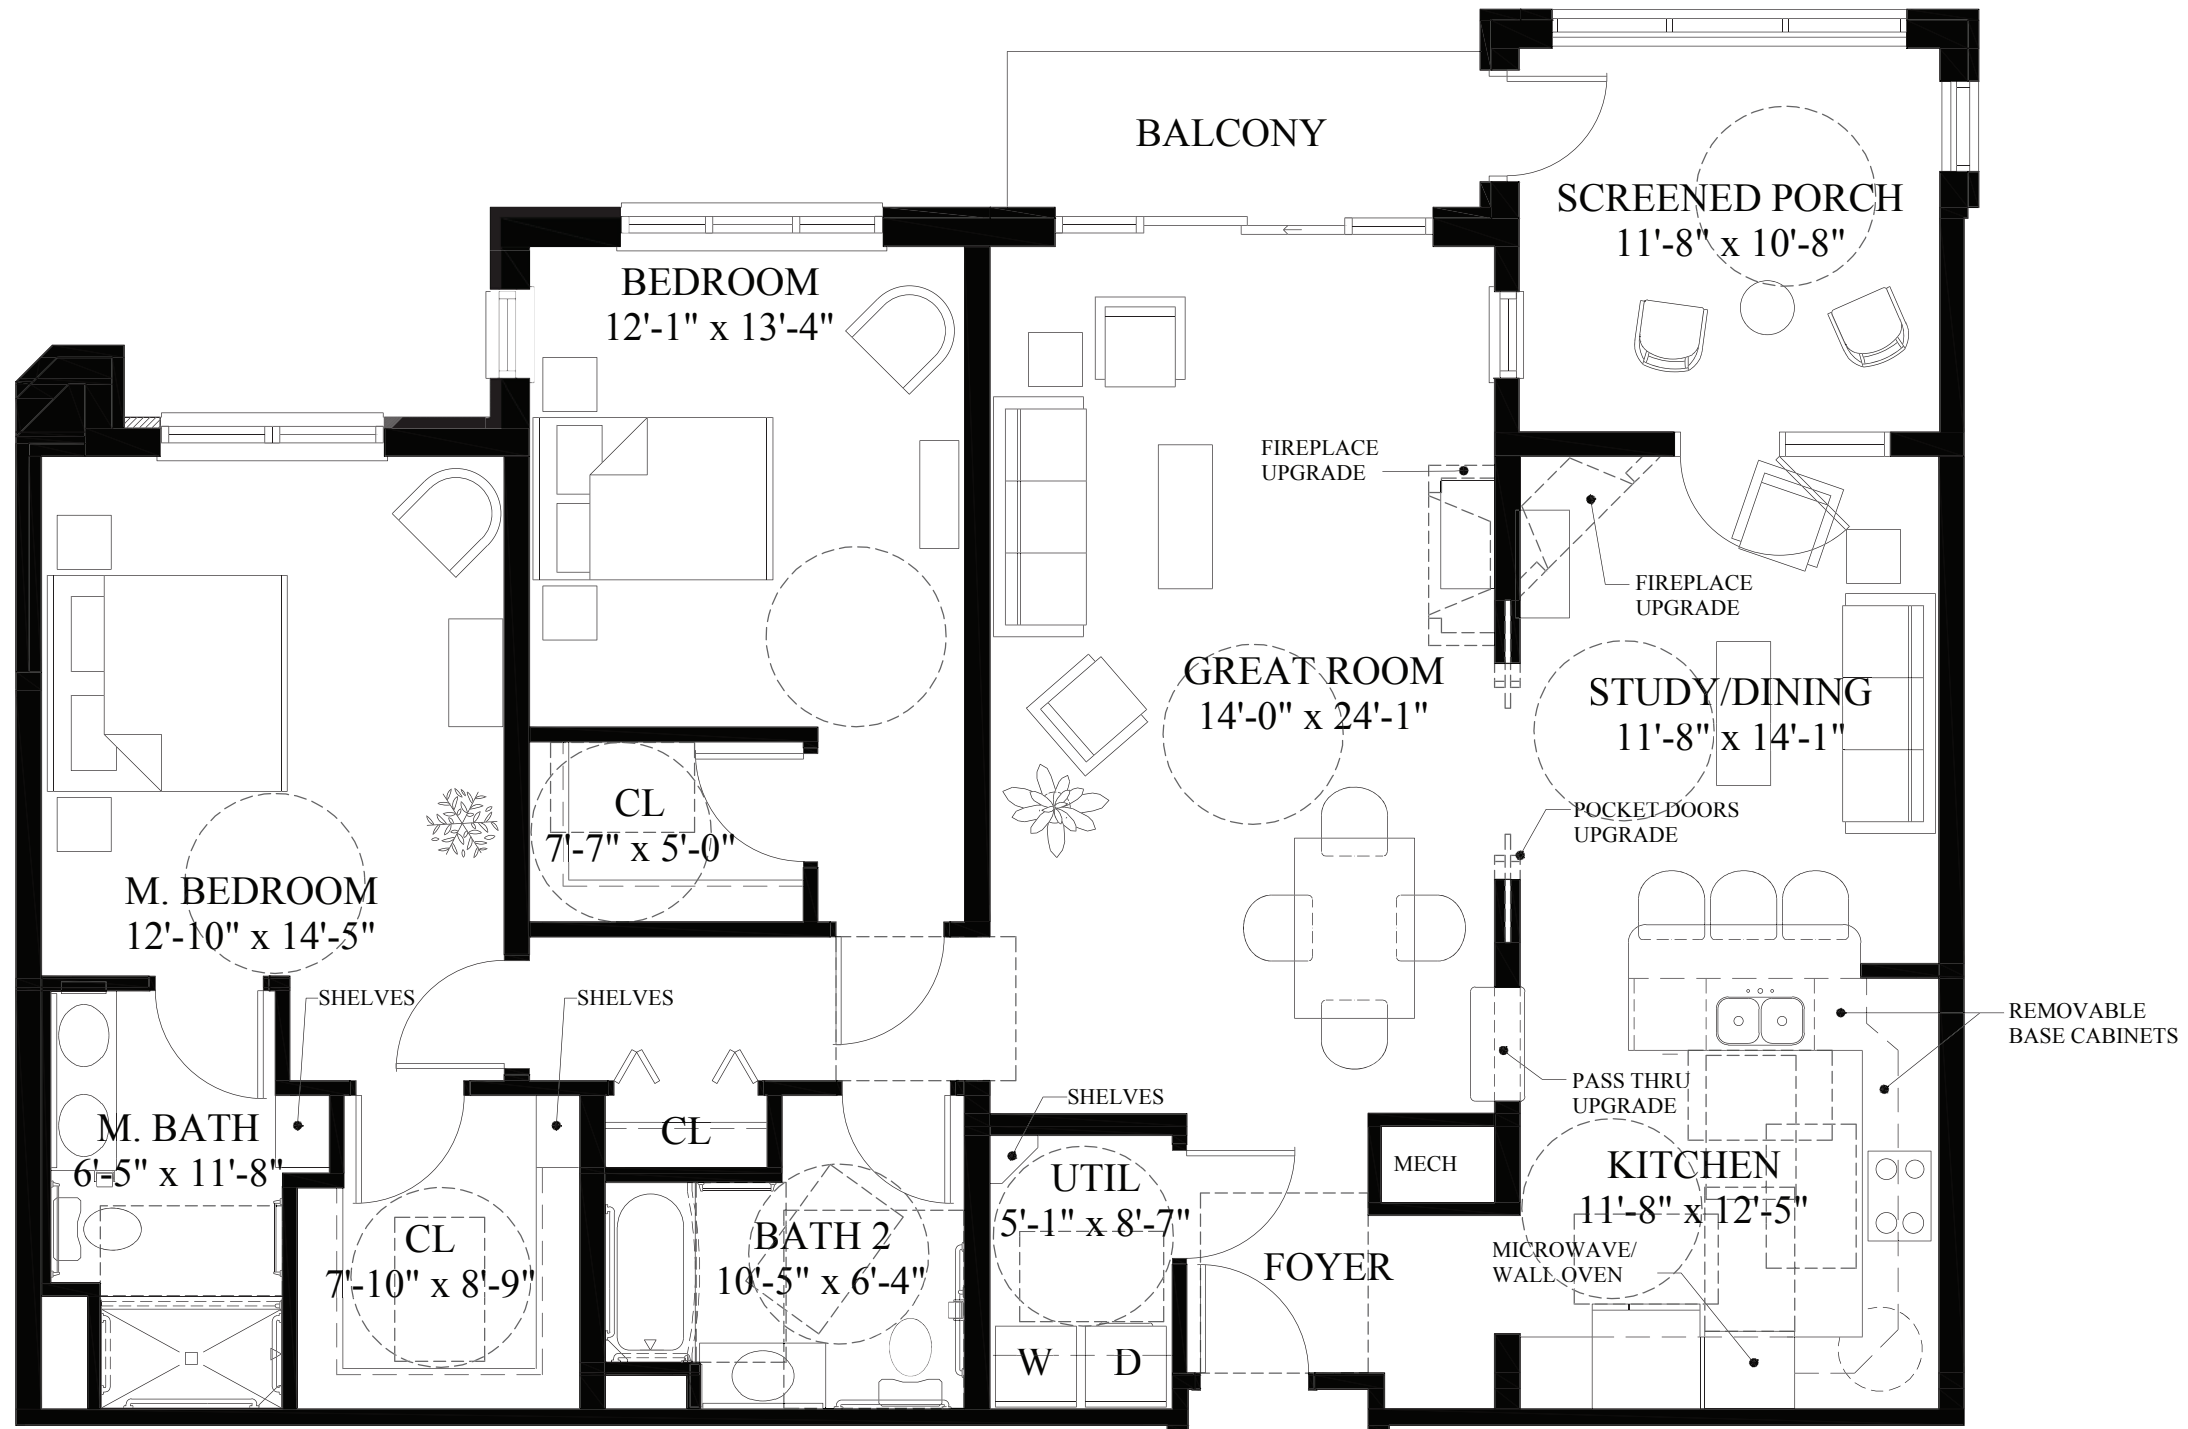 BALCONY
SCREENED PORCH
11'-8" x 10'-8"
BEDROOM
12'-1" x 13'-4"
FIREPLACE
UPGRADE
FIREPLACE
UPGRADE
GREAT ROOM
14'-0" x 24'-1"
STUDY/DINING
11'-8" x 14'-1"
CL
7'-7" x 5'-0"
POCKET DOORS
UPGRADE
M. BEDROOM
12'-10" x 14'-5"
SHELVES
SHELVES
REMOVABLE
BASE CABINETS
PASS THRU
UPGRADE
SHELVES
M. BATH
6'-5" x 11'-8"
CL
MECH
UTIL
5'-1" x 8'-7"
KITCHEN
11'-8" x 12'-5"
CL
7'-10" x 8'-9"
BATH 2
10'-5" x 6'-4"
FOYER
MICROWAVE/
WALL OVEN
W
D